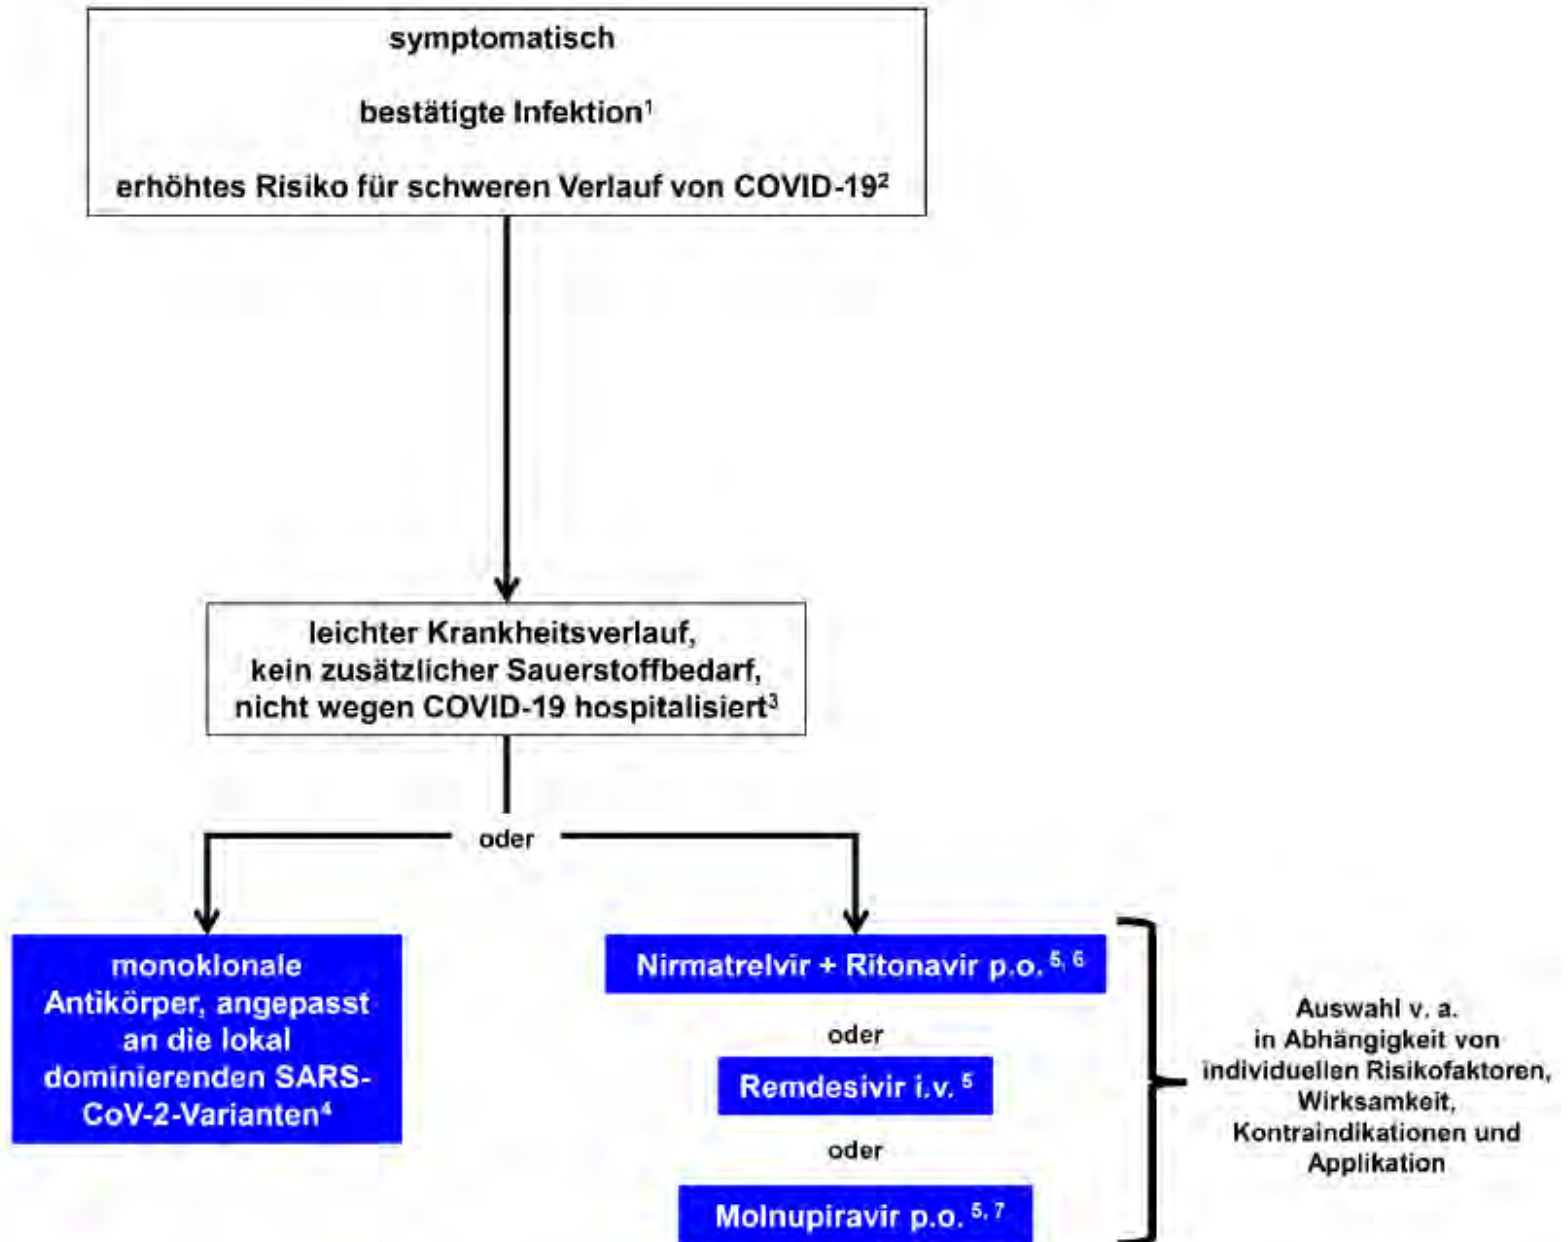 symptomatisch
bestätigte Infektion¹
erhöhtes Risiko für schweren Verlauf von COVID-19²
leichter Krankheitsverlauf,
kein zusätzlicher Sauerstoffbedarf,
nicht wegen COVID-19 hospitalisiert³
oder
monoklonale
Antikörper, angepasst
an die lokal
dominierenden SARS-
CoV-2-Varianten⁴
Nirmatrelvir + Ritonavir p.o. ⁵, ⁶
oder
Remdesivir i.v. ⁵
oder
Molnupiravir p.o. ⁵, ⁷
Auswahl v. a.
in Abhängigkeit von
individuellen Risikofaktoren,
Wirksamkeit,
Kontraindikationen und
Applikation